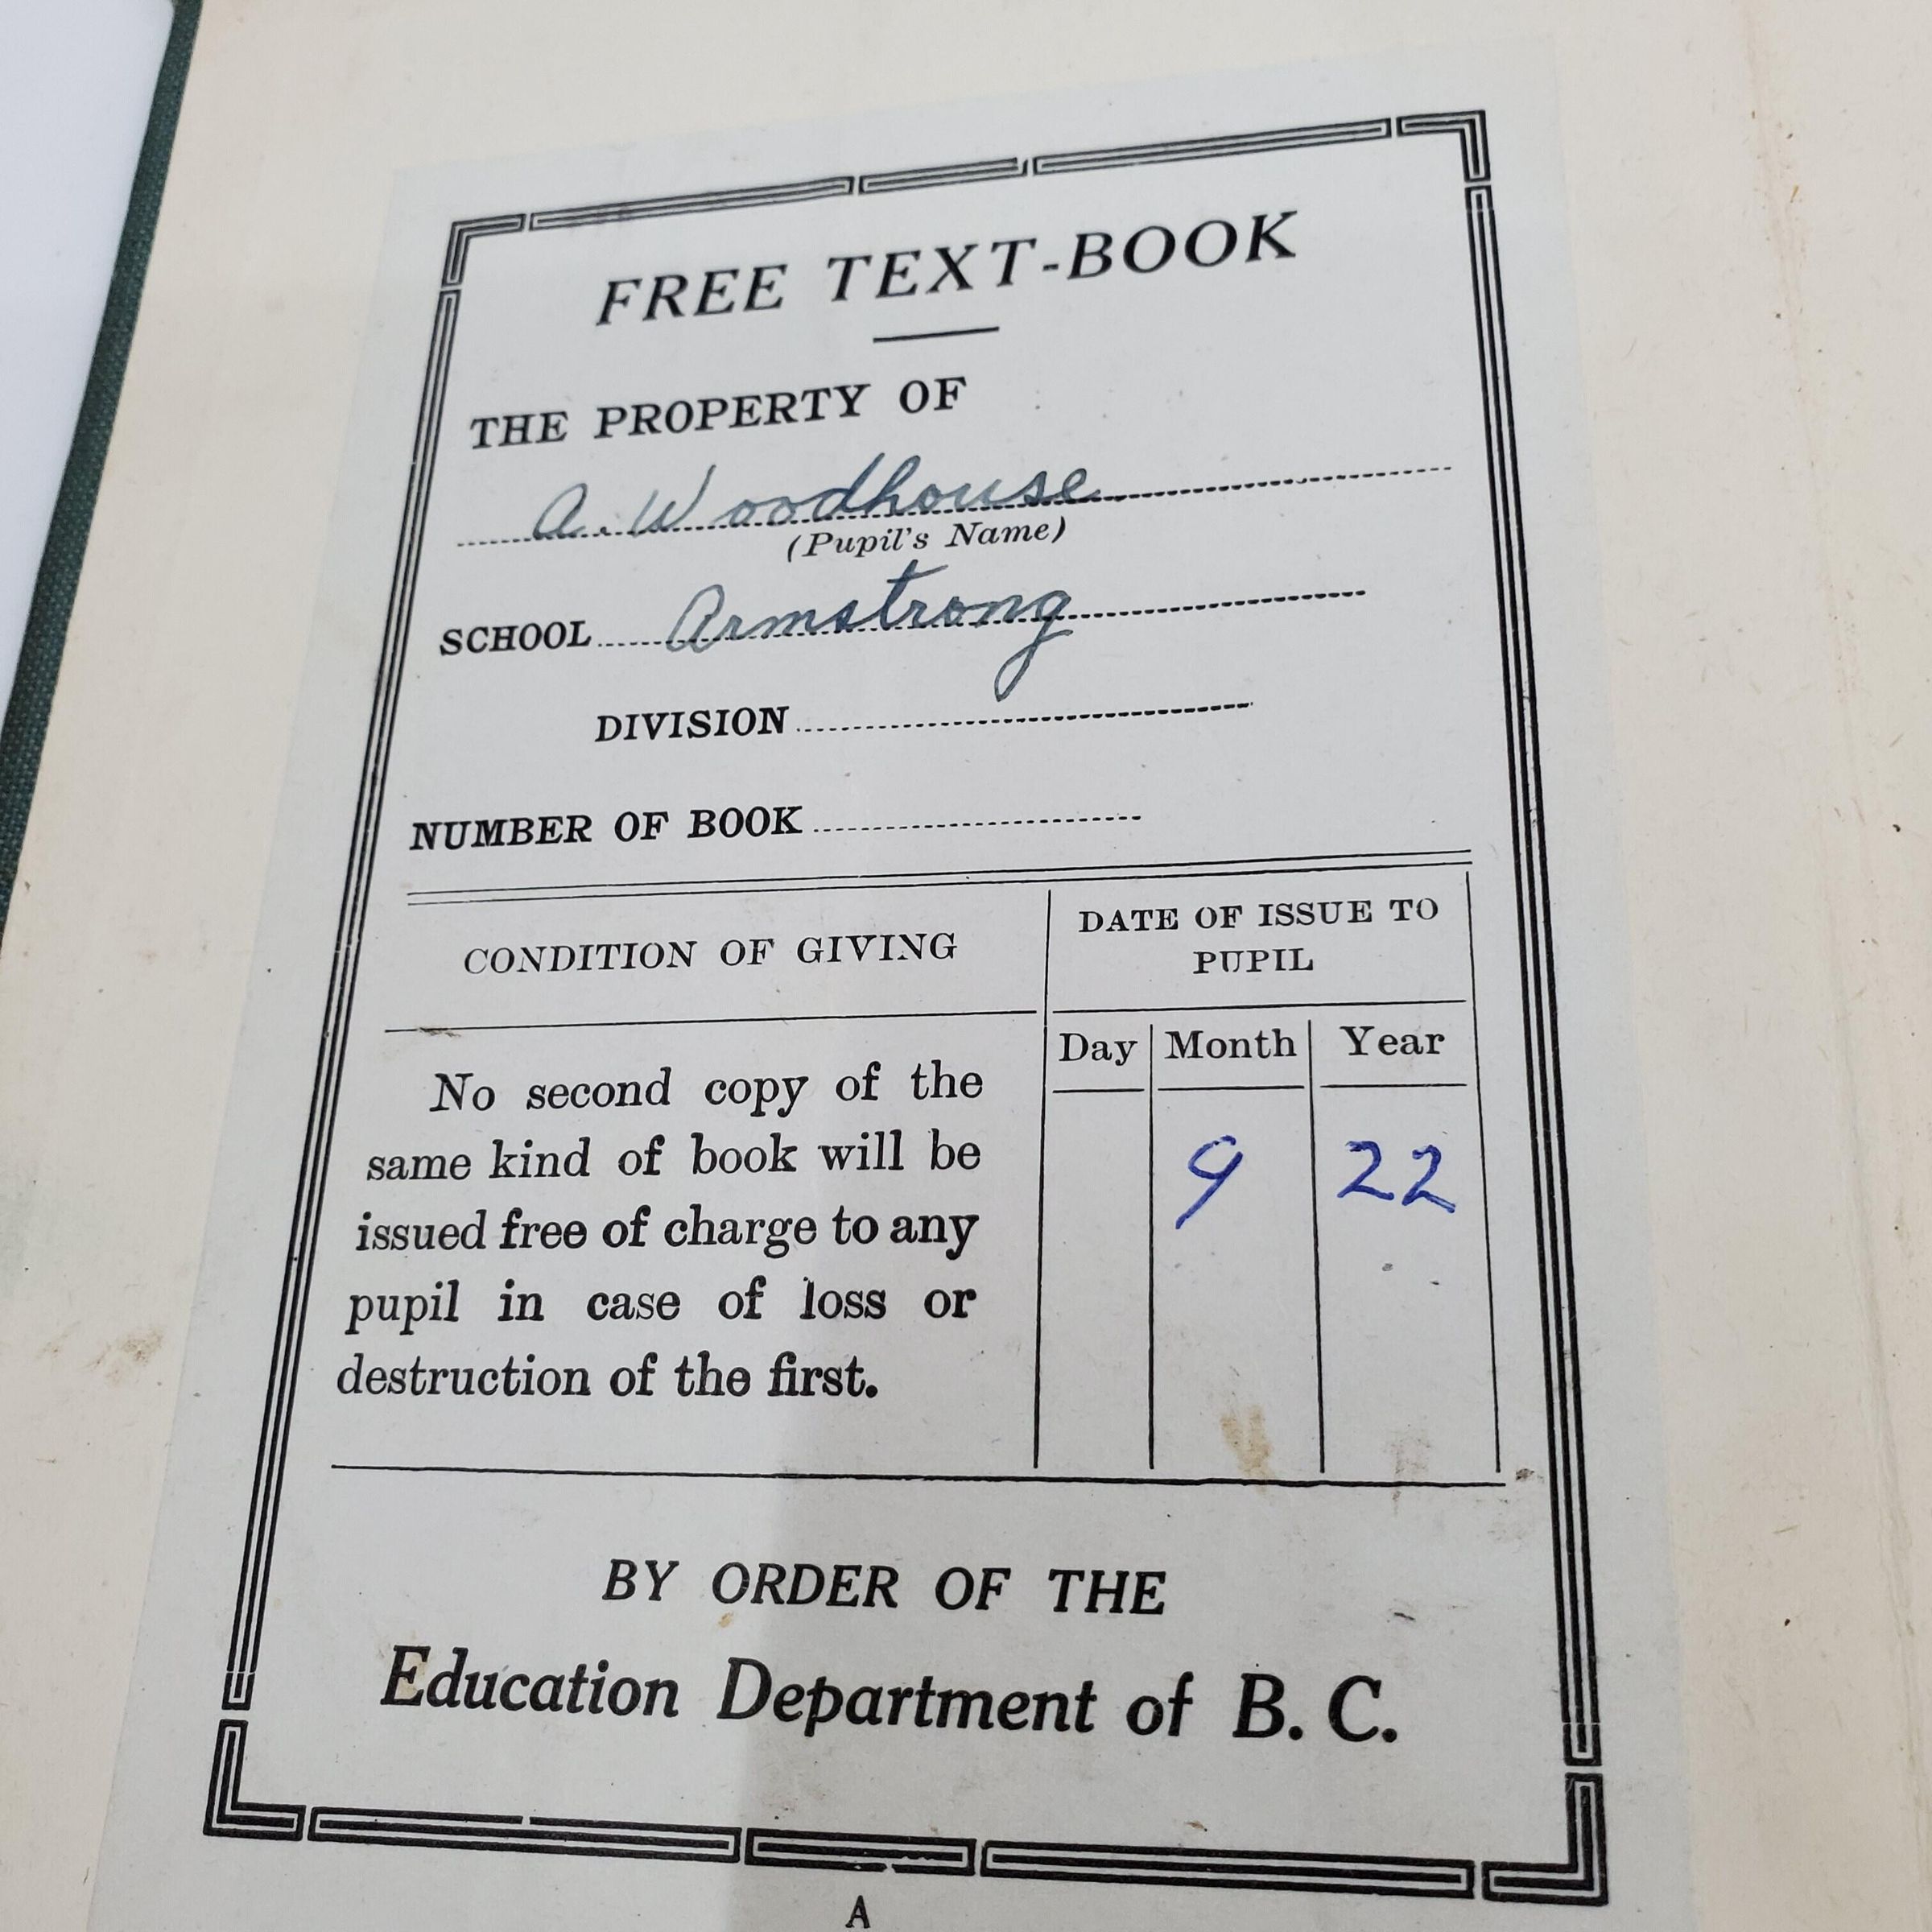 FREE TEXT-BOOK
THE PROPERTY OF
A. Woodhouse
(Pupil's Name)
SCHOOL Armstrong
DIVISION
NUMBER OF BOOK
CONDITION OF GIVING
DATE OF ISSUE TO
PUPIL
Day Month Year
9 22
No second copy of the
same kind of book will be
issued free of charge to any
pupil in case of loss or
destruction of the first.
BY ORDER OF THE
Education Department of B. C.
A